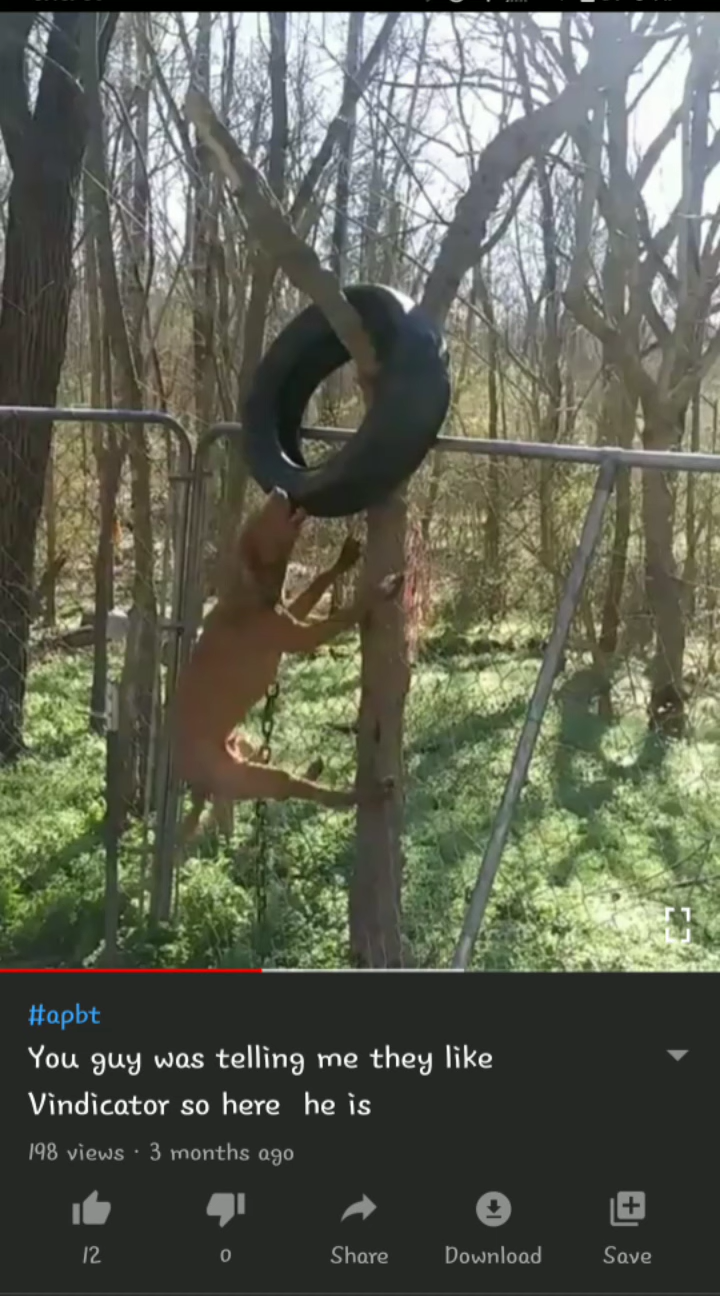 #apbt
You guy was telling me they like
Vindicator so here he is
198 views · 3 months ago
12
0
Share
Download
Save